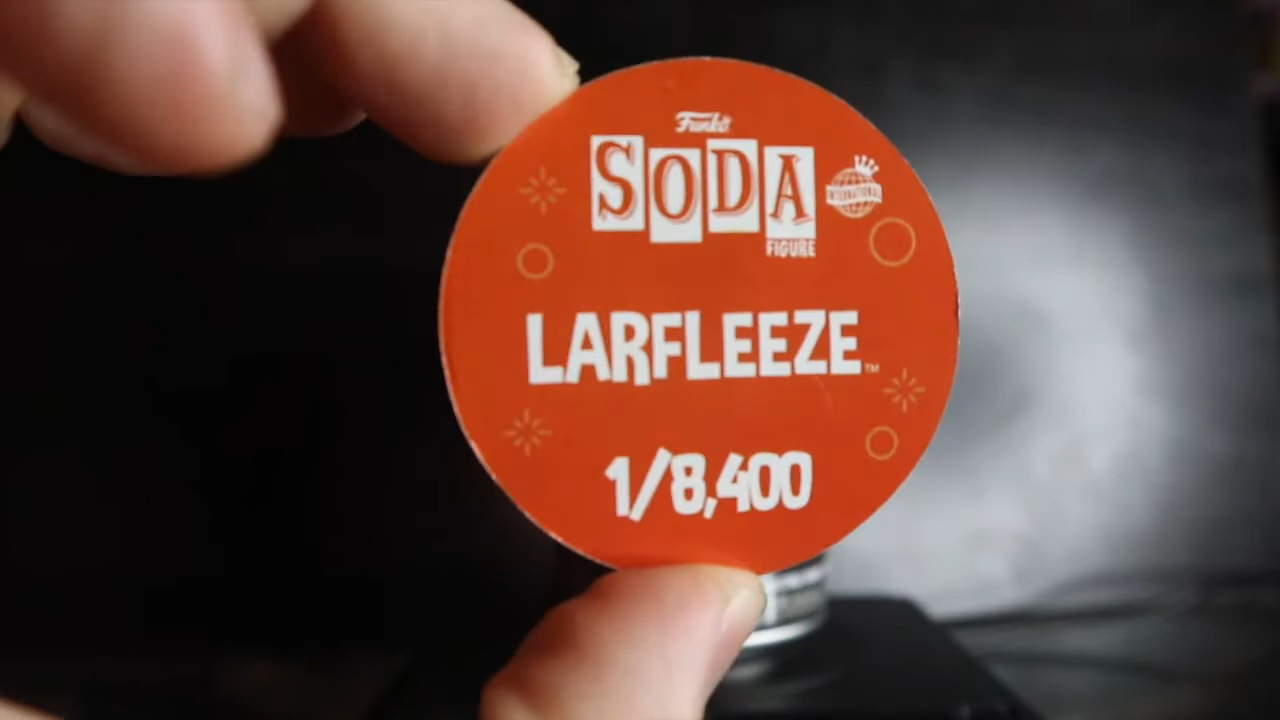 Funko
SODA
INTERNATIONAL
FIGURE
LARFLEEZE™
1/8,400